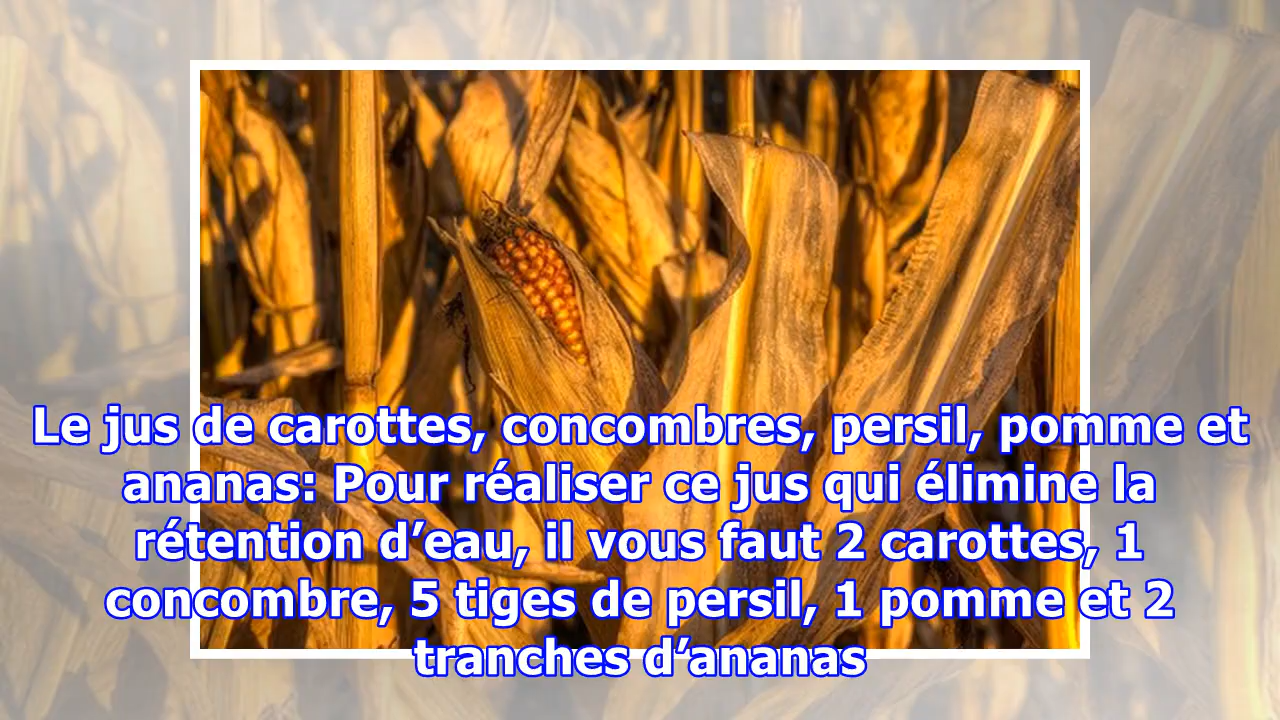 Le jus de carottes, concombres, persil, pomme et
ananas: Pour réaliser ce jus qui élimine la
rétention d’eau, il vous faut 2 carottes, 1
concombre, 5 tiges de persil, 1 pomme et 2
tranches d’ananas